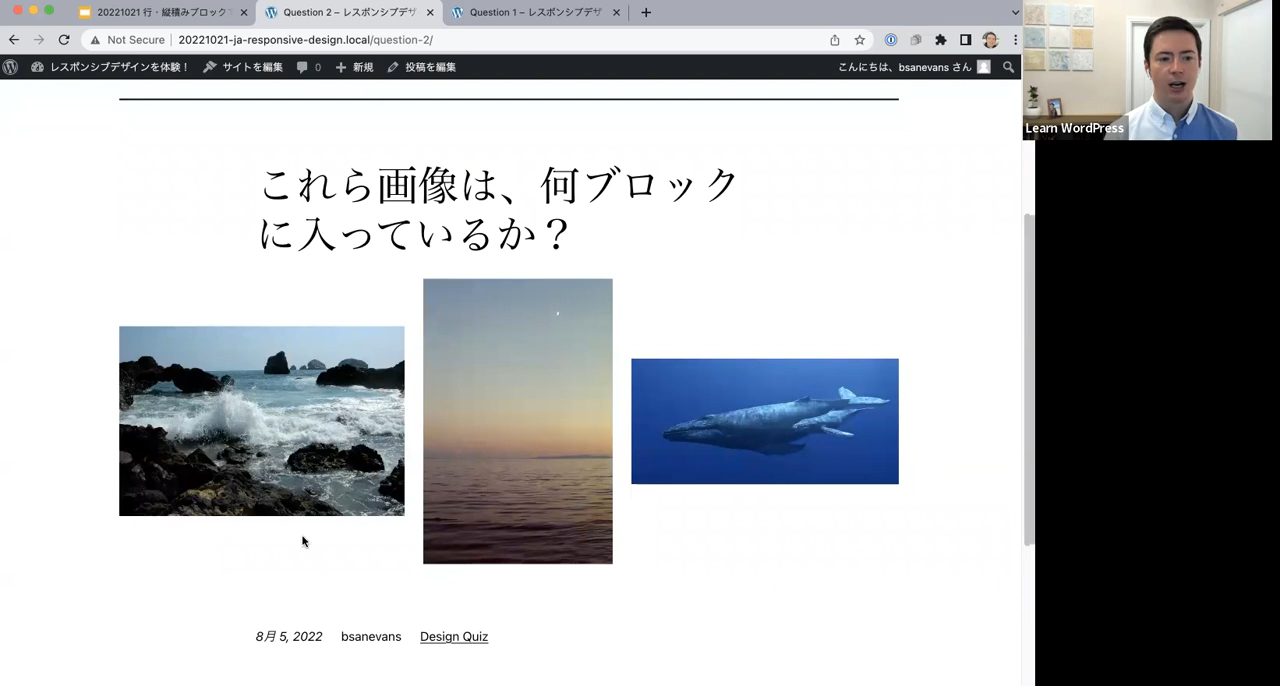 20221021 行・縦積みブロックで
Question 2 – レスポンシブデザ
Question 1 – レスポンシブデザ
Not Secure
20221021-ja-responsive-design.local/question-2/
レスポンシブデザインを体験！
サイトを編集
0
新規
投稿を編集
こんにちは、bsanevans さん
Learn WordPress
これら画像は、何ブロック
に入っているか？
8月 5, 2022
bsanevans
Design Quiz